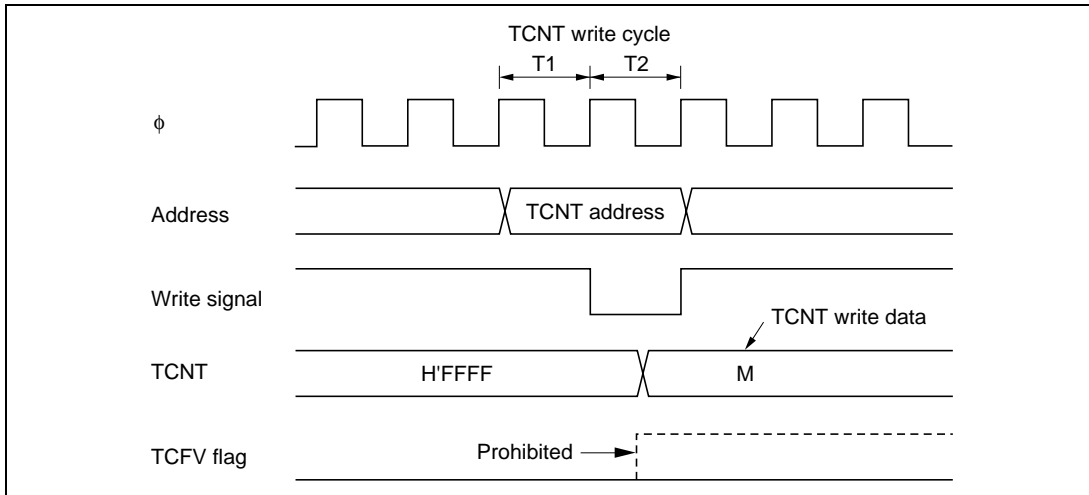 TCNT write cycle
T1 T2
ϕ
Address TCNT address
Write signal
TCNT write data
TCNT H'FFFF M
TCFV flag Prohibited